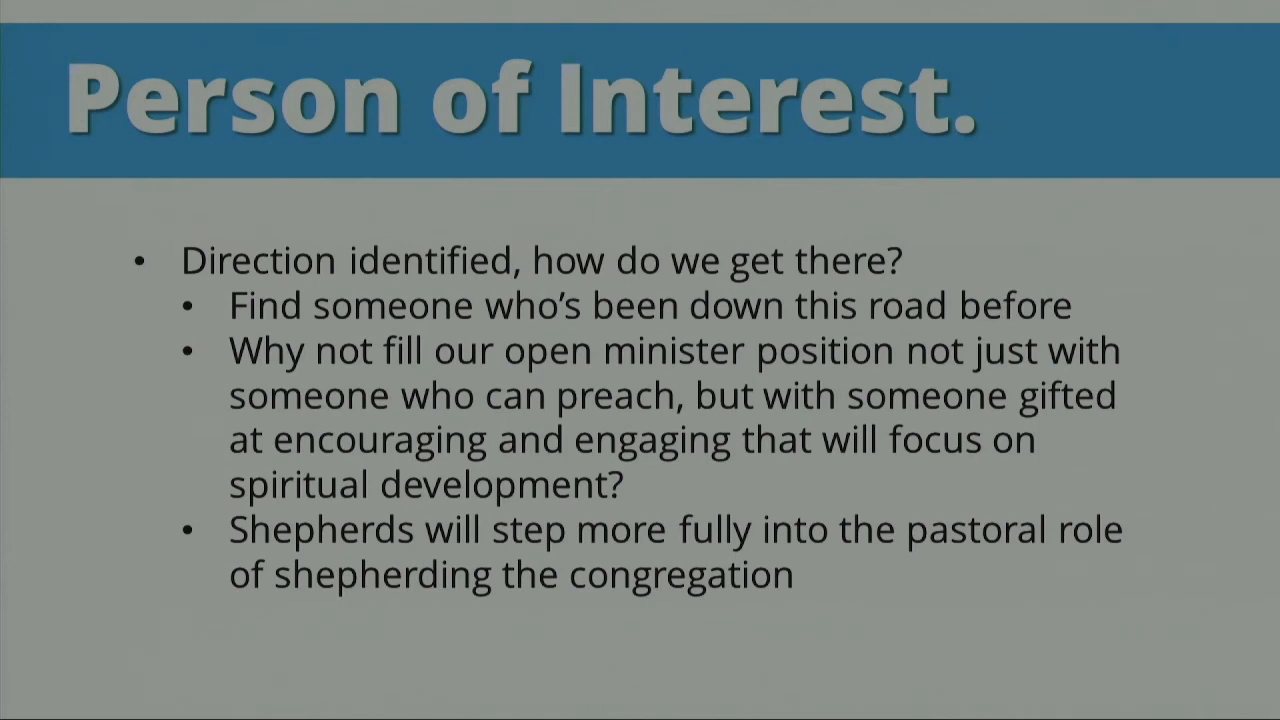 Person of Interest.
• Direction identified, how do we get there?
• Find someone who’s been down this road before
• Why not fill our open minister position not just with
someone who can preach, but with someone gifted
at encouraging and engaging that will focus on
spiritual development?
• Shepherds will step more fully into the pastoral role
of shepherding the congregation